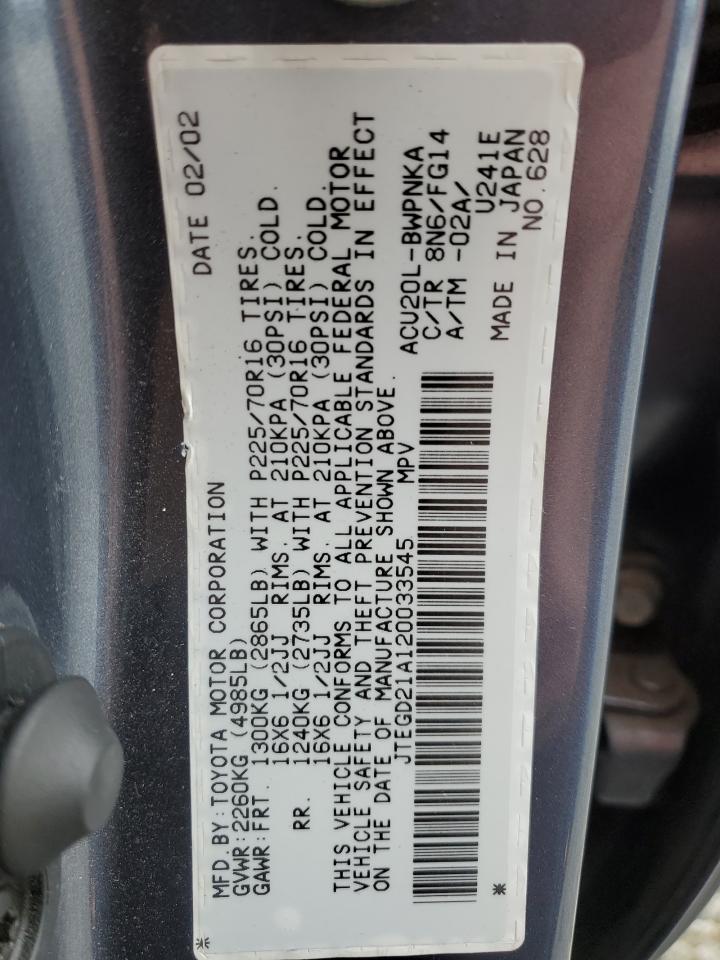 MFD.BY:TOYOTA MOTOR CORPORATION DATE 02/02
GVWR:2260KG (4985LB)
GAWR:FRT. 1300KG (2865LB) WITH P225/70R16 TIRES.
16X6 1/2JJ RIMS. AT 210KPA (30PSI) COLD.
RR. 1240KG (2735LB) WITH P225/70R16 TIRES.
16X6 1/2JJ RIMS. AT 210KPA (30PSI) COLD.
THIS VEHICLE CONFORMS TO ALL APPLICABLE FEDERAL MOTOR
VEHICLE SAFETY AND THEFT PREVENTION STANDARDS IN EFFECT
ON THE DATE OF MANUFACTURE SHOWN ABOVE.
JTEGD21A120033545 MPV
ACU20L-BWPNKA
C/TR 8N6/FG14
A/TM -02A/
U241E
MADE IN JAPAN
NO.628